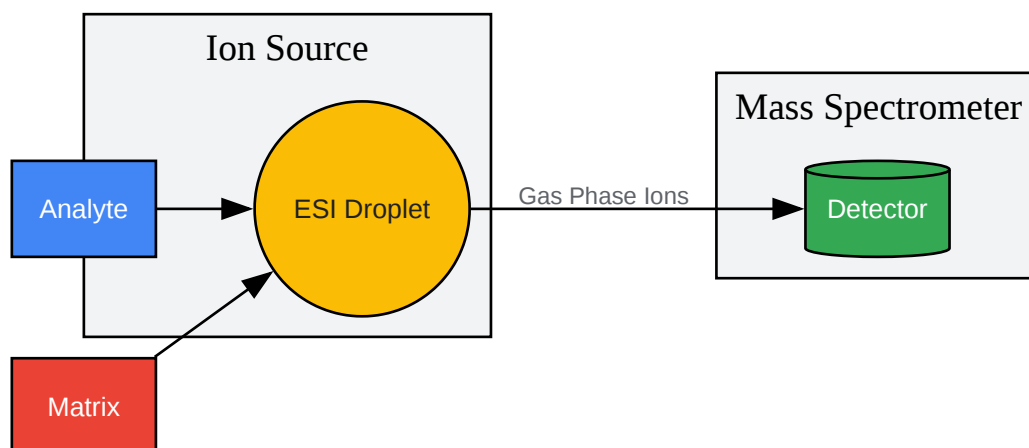 Ion Source
Mass Spectrometer
Analyte
ESI Droplet
Gas Phase Ions
Detector
Matrix